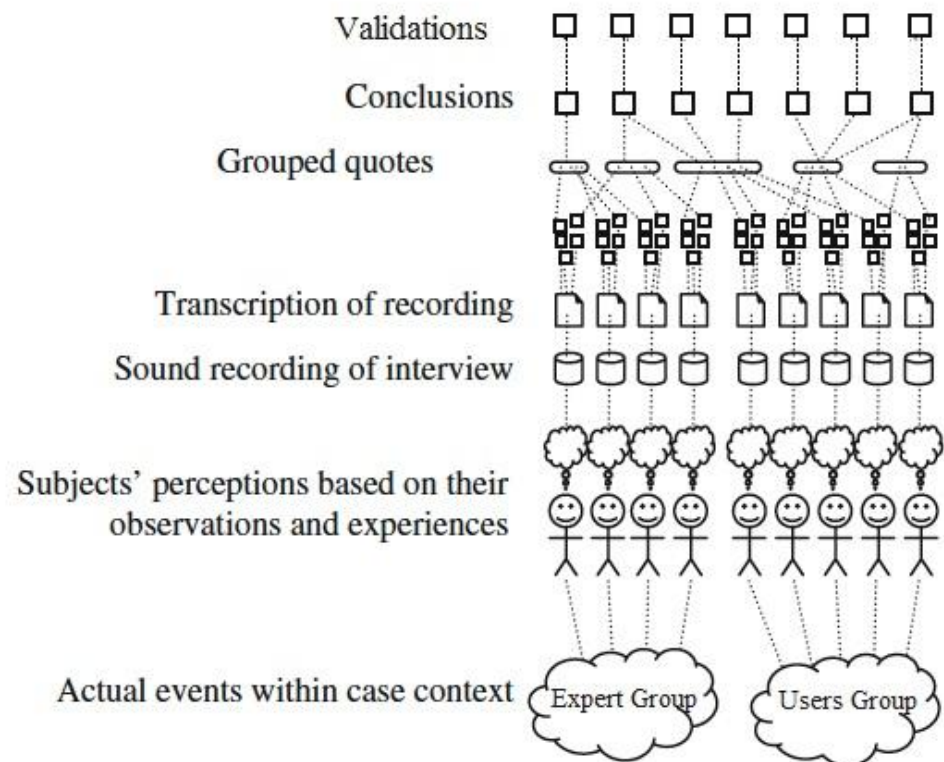 Validations
Conclusions
Grouped quotes
Transcription of recording
Sound recording of interview
Subjects’ perceptions based on their
observations and experiences
Actual events within case context
Expert Group
Users Group